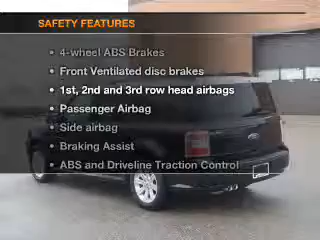 SAFETY FEATURES
• 4-wheel ABS Brakes
• Front Ventilated disc brakes
• 1st, 2nd and 3rd row head airbags
• Passenger Airbag
• Side airbag
• Braking Assist
• ABS and Driveline Traction Control